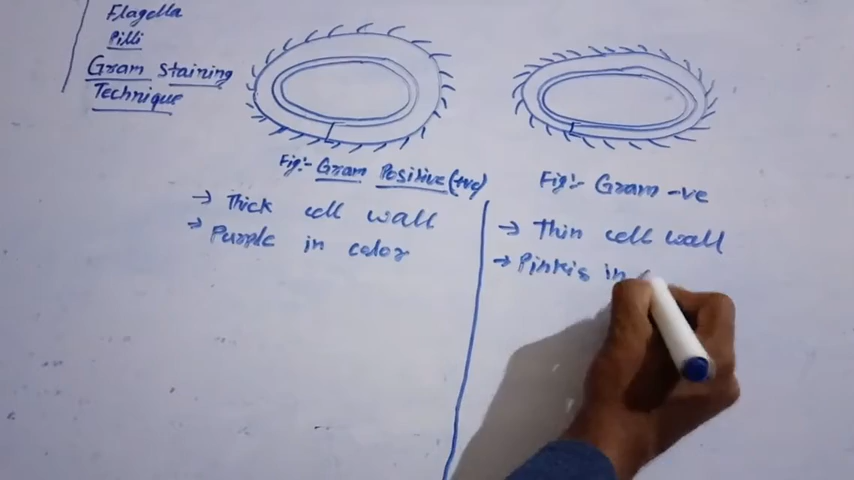 Flagella
Pilli
Gram Staining
Technique
Fig:- Gram Positive (+ve)
→ Thick cell wall
→ Purple in color
Fig:- Gram -ve
→ Thin cell wall
→ Pinkis in